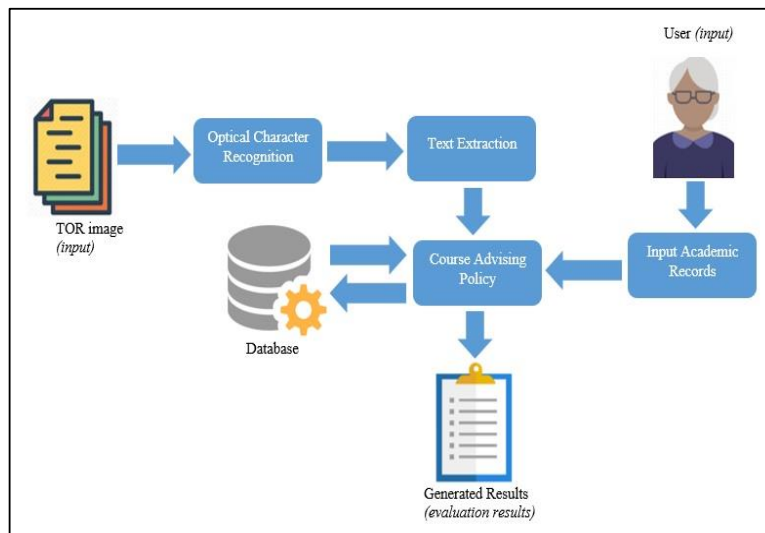 User (input)
Optical Character
Recognition
Text Extraction
TOR image
(input)
Course Advising
Policy
Input Academic
Records
Database
Generated Results
(evaluation results)